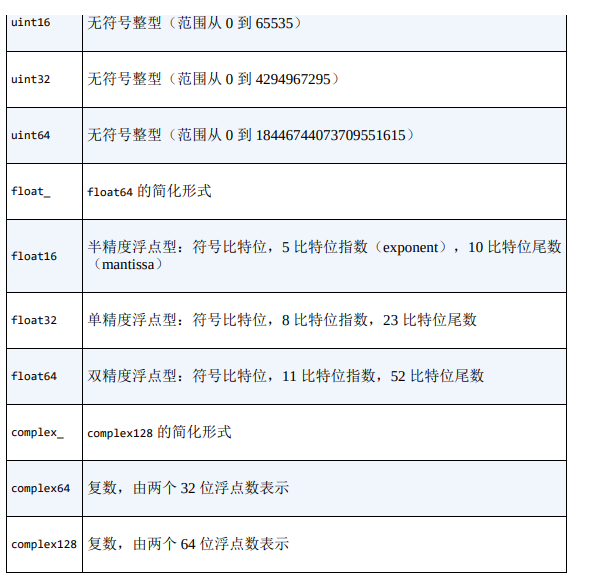 uint16 无符号整型（范围从 0 到 65535）
uint32 无符号整型（范围从 0 到 4294967295）
uint64 无符号整型（范围从 0 到 18446744073709551615）
float_ float64 的简化形式
float16 半精度浮点型：符号比特位，5 比特位指数（exponent），10 比特位尾数
（mantissa）
float32 单精度浮点型：符号比特位，8 比特位指数，23 比特位尾数
float64 双精度浮点型：符号比特位，11 比特位指数，52 比特位尾数
complex_ complex128 的简化形式
complex64 复数，由两个 32 位浮点数表示
complex128 复数，由两个 64 位浮点数表示